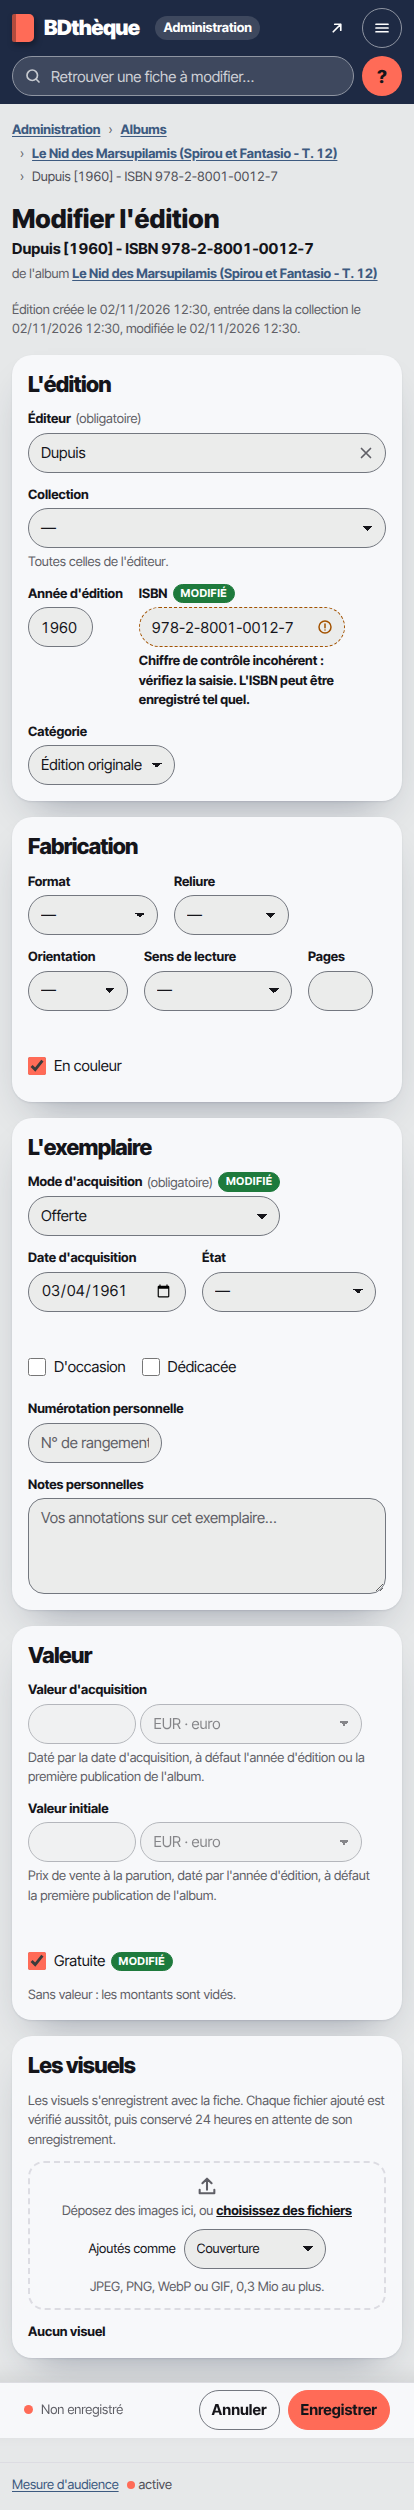 BDthèque Administration
Retrouver une fiche à modifier… ?
Administration › Albums
› Le Nid des Marsupilamis (Spirou et Fantasio - T. 12)
› Dupuis [1960] - ISBN 978-2-8001-0012-7
Modifier l'édition
Dupuis [1960] - ISBN 978-2-8001-0012-7
de l'album Le Nid des Marsupilamis (Spirou et Fantasio - T. 12)
Édition créée le 02/11/2026 12:30, entrée dans la collection le
02/11/2026 12:30, modifiée le 02/11/2026 12:30.
L'édition
Éditeur (obligatoire)
Dupuis
Collection
—
Toutes celles de l'éditeur.
Année d'édition ISBN MODIFIÉ
1960 978-2-8001-0012-7
Chiffre de contrôle incohérent :
vérifiez la saisie. L'ISBN peut être
enregistré tel quel.
Catégorie
Édition originale
Fabrication
Format Reliure
— —
Orientation Sens de lecture Pages
— —
En couleur
L'exemplaire
Mode d'acquisition (obligatoire) MODIFIÉ
Offerte
Date d'acquisition État
03/04/1961 —
D'occasion Dédicacée
Numérotation personnelle
N° de rangement
Notes personnelles
Vos annotations sur cet exemplaire…
Valeur
Valeur d'acquisition
EUR · euro
Daté par la date d'acquisition, à défaut l'année d'édition ou la
première publication de l'album.
Valeur initiale
EUR · euro
Prix de vente à la parution, daté par l'année d'édition, à défaut
la première publication de l'album.
Gratuite MODIFIÉ
Sans valeur : les montants sont vidés.
Les visuels
Les visuels s'enregistrent avec la fiche. Chaque fichier ajouté est
vérifié aussitôt, puis conservé 24 heures en attente de son
enregistrement.
Déposez des images ici, ou choisissez des fichiers
Ajoutés comme Couverture
JPEG, PNG, WebP ou GIF, 0,3 Mio au plus.
Aucun visuel
Non enregistré Annuler Enregistrer
Mesure d'audience active